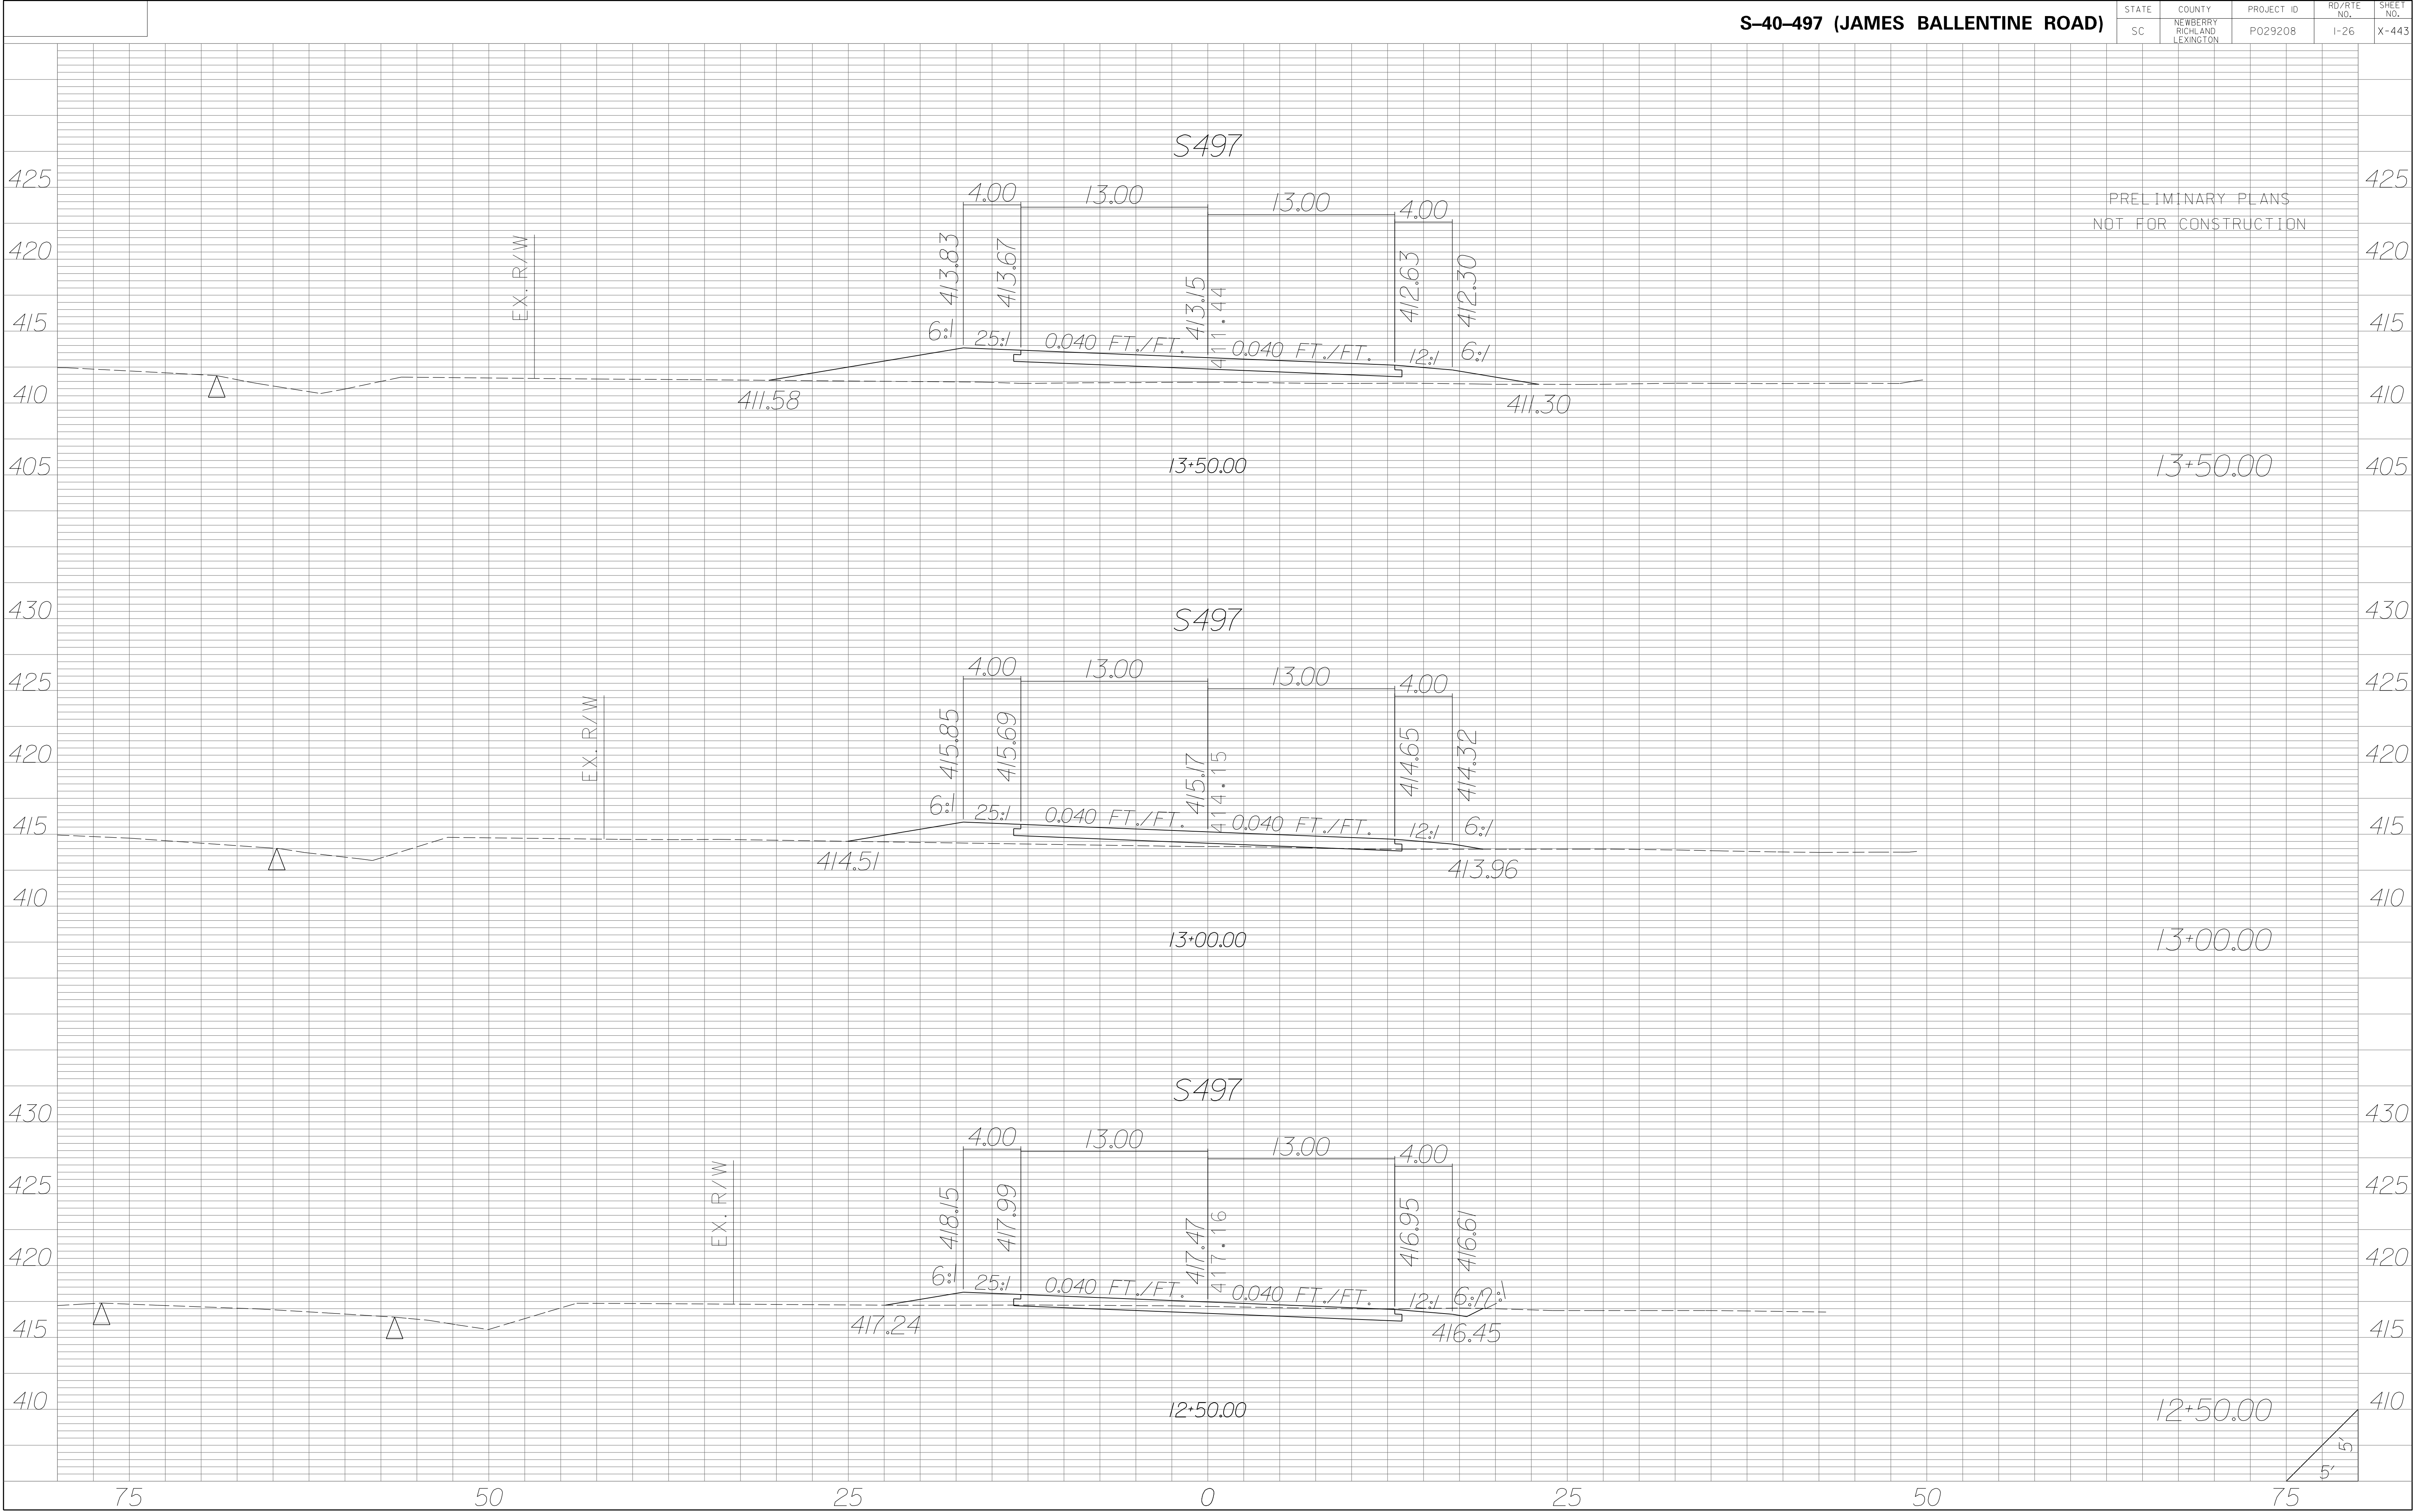 S-40-497 (JAMES BALLENTINE ROAD)
STATE COUNTY PROJECT ID RD/RTE NO. SHEET NO.
SC NEWBERRY RICHLAND LEXINGTON P029208 I-26 X-443
PRELIMINARY PLANS
NOT FOR CONSTRUCTION
S497
425 4.00 13.00 13.00 4.00 425
420 EX. R/W 413.83 413.67 413.15 411.44 412.63 412.30 420
415 6:1 25:1 0.040 FT./FT. 0.040 FT./FT. 12:1 6:1 415
410 411.58 411.30 410
405 13+50.00 13+50.00 405
430 S497 430
425 4.00 13.00 13.00 4.00 425
420 EX. R/W 415.85 415.69 415.17 414.15 414.65 414.32 420
415 6:1 25:1 0.040 FT./FT. 0.040 FT./FT. 12:1 6:1 415
414.51 413.96
410 410
13+00.00 13+00.00
S497
430 430
4.00 13.00 13.00 4.00
425 EX. R/W 418.15 417.99 417.47 417.16 416.95 416.61 425
420 420
6:1 25:1 0.040 FT./FT. 0.040 FT./FT. 12:1 6:1 2:1
415 417.24 416.45 415
410 12+50.00 12+50.00 410
5'
5'
75 50 25 0 25 50 75